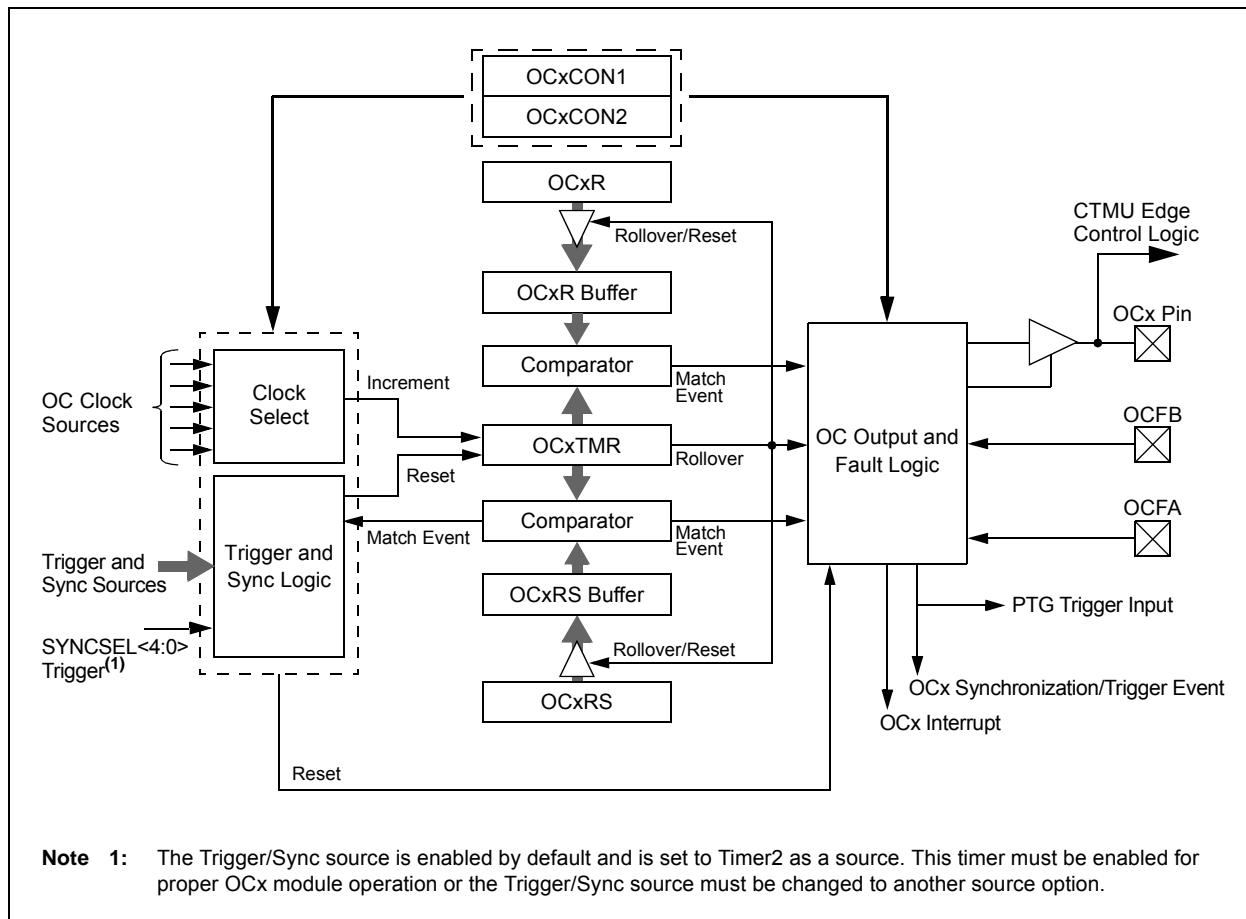 OCxCON1
OCxCON2
OCxR
Rollover/Reset
CTMU Edge
Control Logic
OCxR Buffer
OCx Pin
Comparator
Match
Event
Increment
Clock
Select
OC Clock
Sources
OCxTMR
Rollover
OC Output and
Fault Logic
OCFB
Reset
Comparator
Match Event
Match
Event
OCFA
Trigger and
Sync Logic
Trigger and
Sync Sources
OCxRS Buffer
PTG Trigger Input
SYNCSEL<4:0>
Trigger(1)
Rollover/Reset
OCxRS
OCx Synchronization/Trigger Event
OCx Interrupt
Reset
Note 1: The Trigger/Sync source is enabled by default and is set to Timer2 as a source. This timer must be enabled for
proper OCx module operation or the Trigger/Sync source must be changed to another source option.